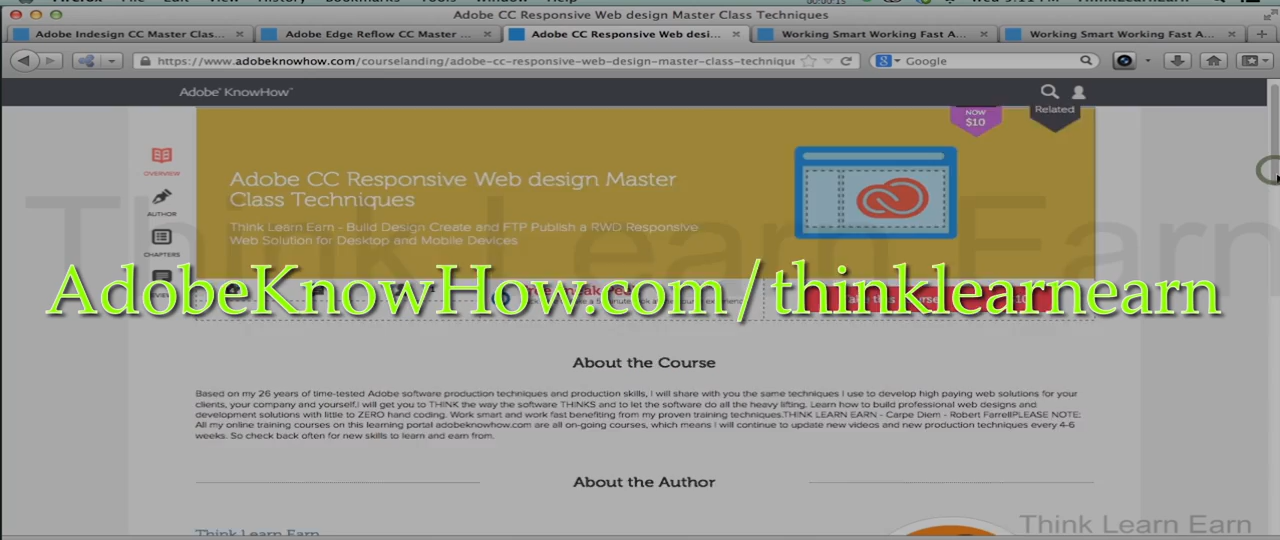 Adobe CC Responsive Web design Master Class Techniques
Adobe Indesign CC Master Clas...
Adobe Edge Reflow CC Master ...
Adobe CC Responsive Web desi...
Working Smart Working Fast A...
Working Smart Working Fast A...
https://www.adobeknowhow.com/courselanding/adobe-cc-responsive-web-design-master-class-technique
Google
Adobe® KnowHow™
NOW
$10
Related
OVERVIEW
AUTHOR
CHAPTERS
Adobe CC Responsive Web design Master
Class Techniques
Think Learn Earn - Build Design Create and FTP Publish a RWD Responsive
Web Solution for Desktop and Mobile Devices
Think Learn Earn
AdobeKnowHow.com/thinklearnearn
About the Course
Based on my 26 years of time-tested Adobe software production techniques and production skills, I will share with you the same techniques I use to develop high paying web solutions for your
clients, your company and yourself.I will get you to THINK the way the software THINKS and to let the software do all the heavy lifting. Learn how to build professional web designs and
development solutions with little to ZERO hand coding. Work smart and work fast benefiting from my proven training techniques.THINK LEARN EARN - Carpe Diem - Robert Farrell!PLEASE NOTE:
All my online training courses on this learning portal adobeknowhow.com are all on-going courses, which means I will continue to update new videos and new production techniques every 4-6
weeks. So check back often for new skills to learn and earn from.
About the Author
Think Learn Earn
Think Learn Earn